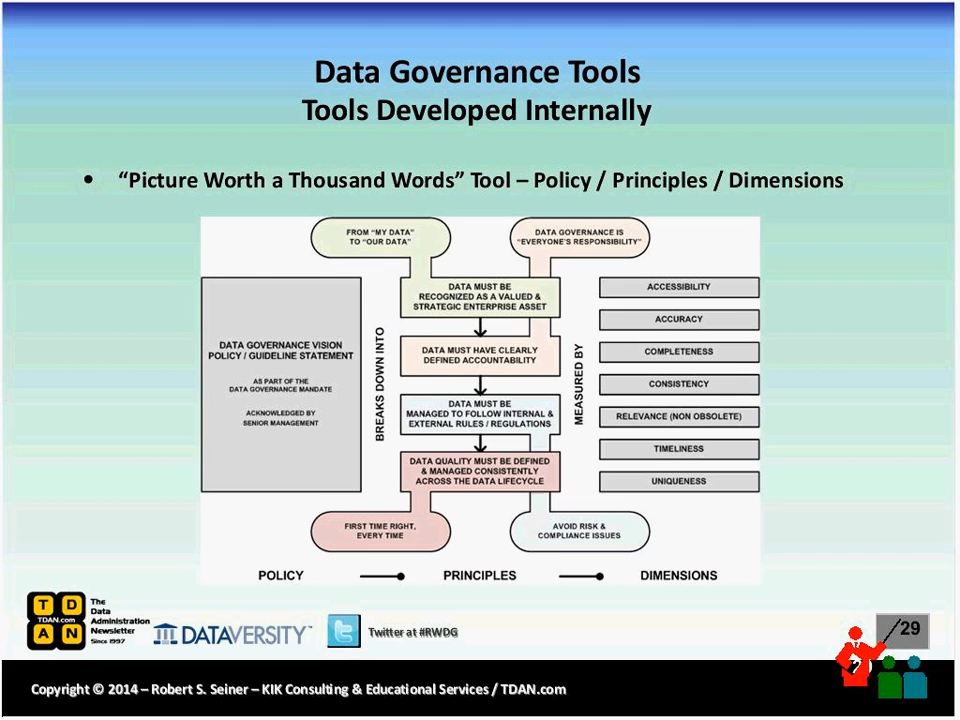 Data Governance Tools
Tools Developed Internally
• “Picture Worth a Thousand Words” Tool – Policy / Principles / Dimensions
FROM “MY DATA”
TO “OUR DATA”
DATA GOVERNANCE IS
“EVERYONE’S RESPONSIBILITY”
DATA GOVERNANCE VISION
POLICY / GUIDELINE STATEMENT
AS PART OF THE
DATA GOVERNANCE MANDATE
ACKNOWLEDGED BY
SENIOR MANAGEMENT
BREAKS DOWN INTO
DATA MUST BE
RECOGNIZED AS A VALUED &
STRATEGIC ENTERPRISE ASSET
DATA MUST HAVE CLEARLY
DEFINED ACCOUNTABILITY
DATA MUST BE
MANAGED TO FOLLOW INTERNAL &
EXTERNAL RULES / REGULATIONS
DATA QUALITY MUST BE DEFINED
& MANAGED CONSISTENTLY
ACROSS THE DATA LIFECYCLE
MEASURED BY
ACCESSIBILITY
ACCURACY
COMPLETENESS
CONSISTENCY
RELEVANCE (NON OBSOLETE)
TIMELINESS
UNIQUENESS
FIRST TIME RIGHT,
EVERY TIME
AVOID RISK &
COMPLIANCE ISSUES
POLICY
PRINCIPLES
DIMENSIONS
T D
TDAN.com
A N
The
Data
Administration
Newsletter
Since 1997
DATAVERSITY™
Twitter at #RWDG
29
Copyright © 2014 – Robert S. Seiner – KIK Consulting & Educational Services / TDAN.com